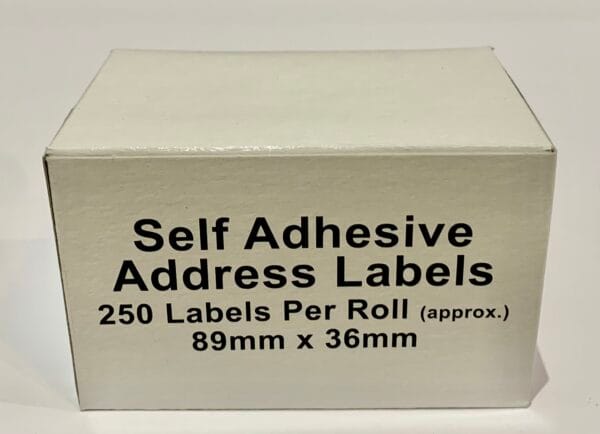 Self Adhesive
Address Labels
250 Labels Per Roll (approx.)
89mm x 36mm